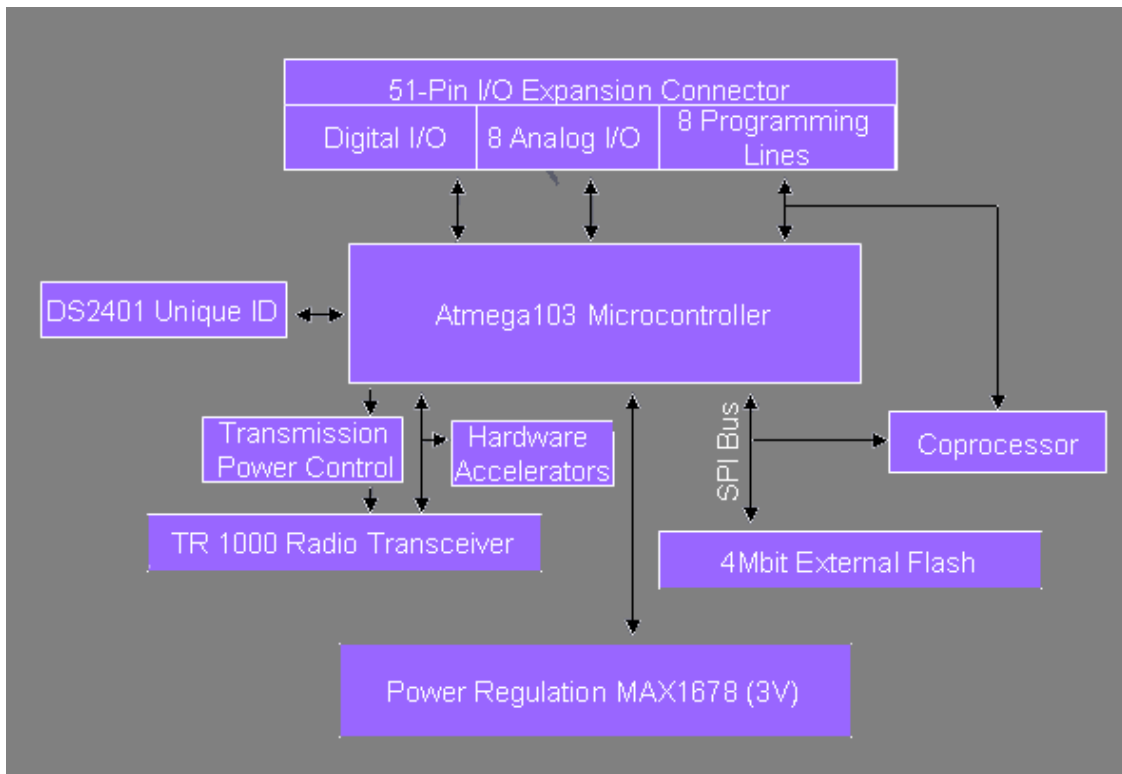 51-Pin I/O Expansion Connector
Digital I/O
8 Analog I/O
8 Programming
Lines
DS2401 Unique ID
Atmega103 Microcontroller
Transmission
Power Control
Hardware
Accelerators
SPI Bus
Coprocessor
TR 1000 Radio Transceiver
4Mbit External Flash
Power Regulation MAX1678 (3V)